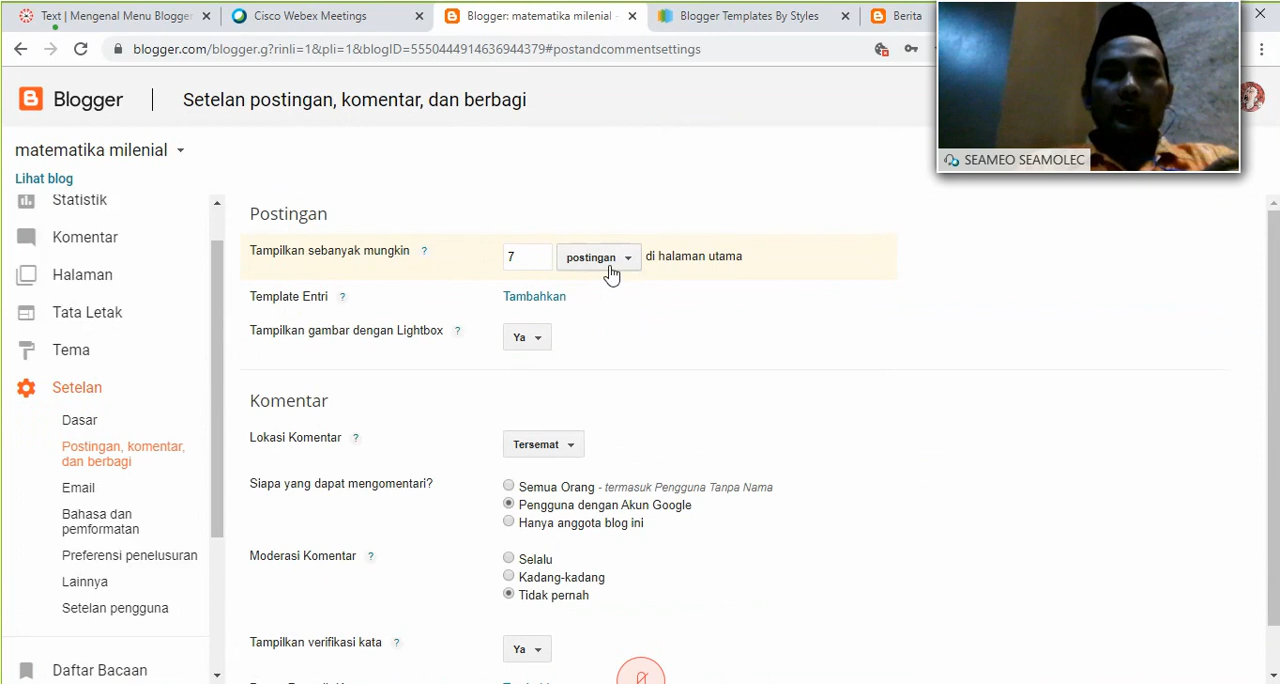 Text | Mengenal Menu Blogger
Cisco Webex Meetings
Blogger: matematika milenial -
Blogger Templates By Styles
Berita
blogger.com/blogger.g?rinli=1&pli=1&blogID=5550444914636944379#postandcommentsettings
Blogger
Setelan postingan, komentar, dan berbagi
SEAMEO SEAMOLEC
matematika milenial
Lihat blog
Statistik
Komentar
Halaman
Tata Letak
Tema
Setelan
Dasar
Postingan, komentar,
dan berbagi
Email
Bahasa dan
pemformatan
Preferensi penelusuran
Lainnya
Setelan pengguna
Daftar Bacaan
Postingan
Tampilkan sebanyak mungkin ? 7 postingan di halaman utama
Template Entri ? Tambahkan
Tampilkan gambar dengan Lightbox ? Ya
Komentar
Lokasi Komentar ? Tersemat
Siapa yang dapat mengomentari? Semua Orang - termasuk Pengguna Tanpa Nama
Pengguna dengan Akun Google
Hanya anggota blog ini
Moderasi Komentar ? Selalu
Kadang-kadang
Tidak pernah
Tampilkan verifikasi kata ? Ya